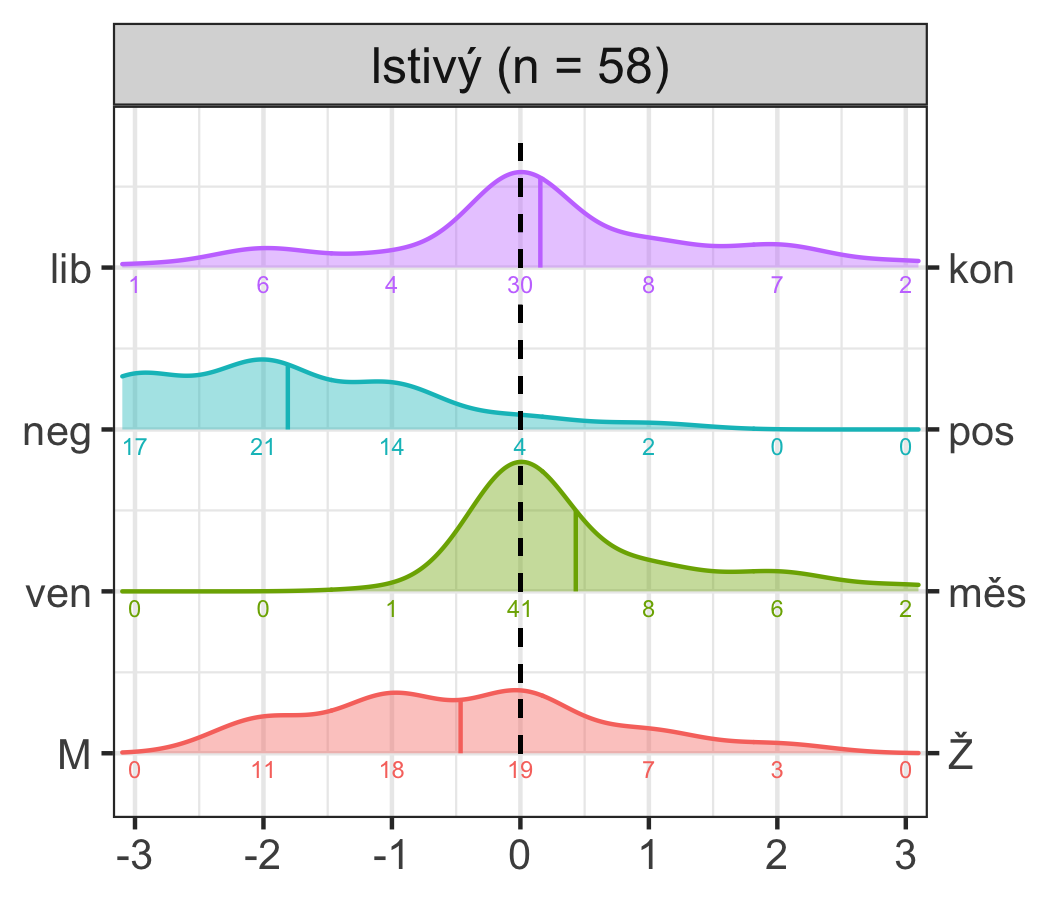 lstivý (n = 58)
lib kon
1 6 4 30 8 7 2
neg pos
17 21 14 4 2 0 0
ven měs
0 0 1 41 8 6 2
M Ž
0 11 18 19 7 3 0
-3 -2 -1 0 1 2 3